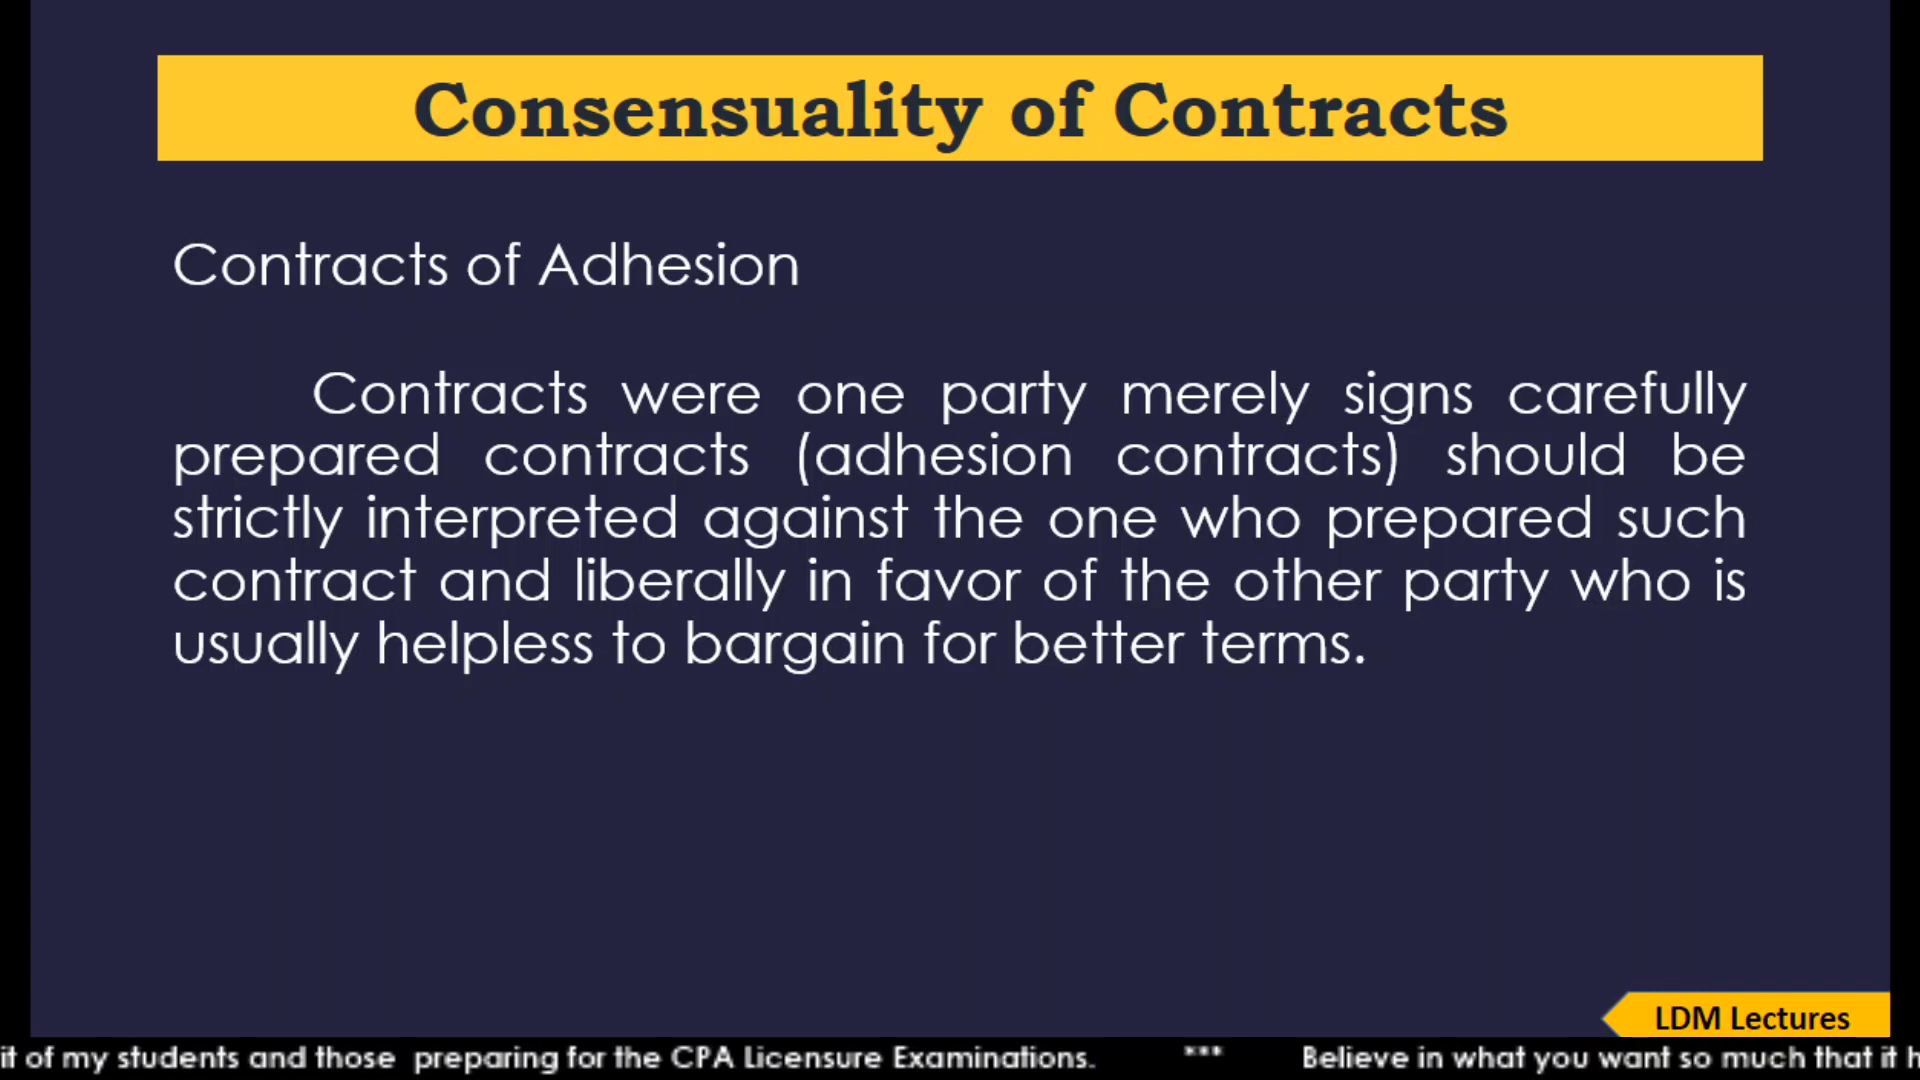 Consensuality of Contracts
Contracts of Adhesion
Contracts were one party merely signs carefully
prepared contracts (adhesion contracts) should be
strictly interpreted against the one who prepared such
contract and liberally in favor of the other party who is
usually helpless to bargain for better terms.
LDM Lectures
it of my students and those preparing for the CPA Licensure Examinations. *** Believe in what you want so much that it h